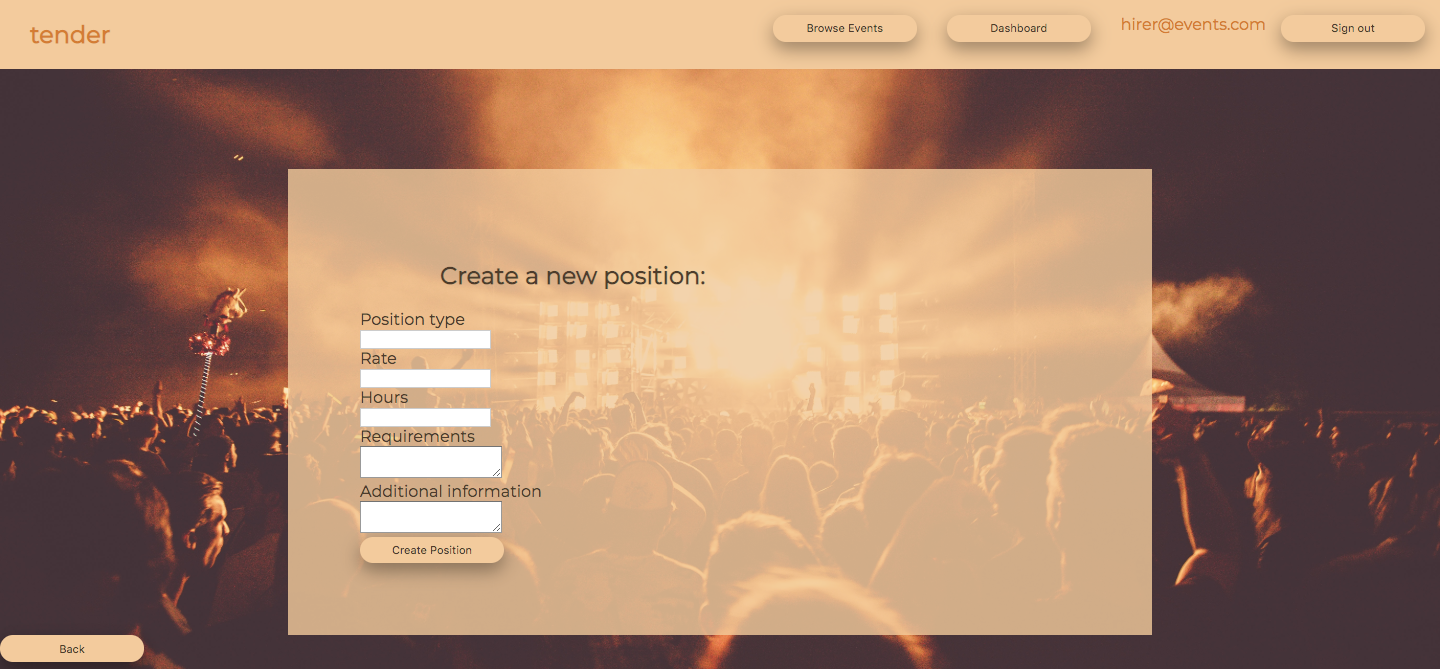 tender
Browse Events
Dashboard
hirer@events.com
Sign out
Create a new position:
Position type
Rate
Hours
Requirements
Additional information
Create Position
Back